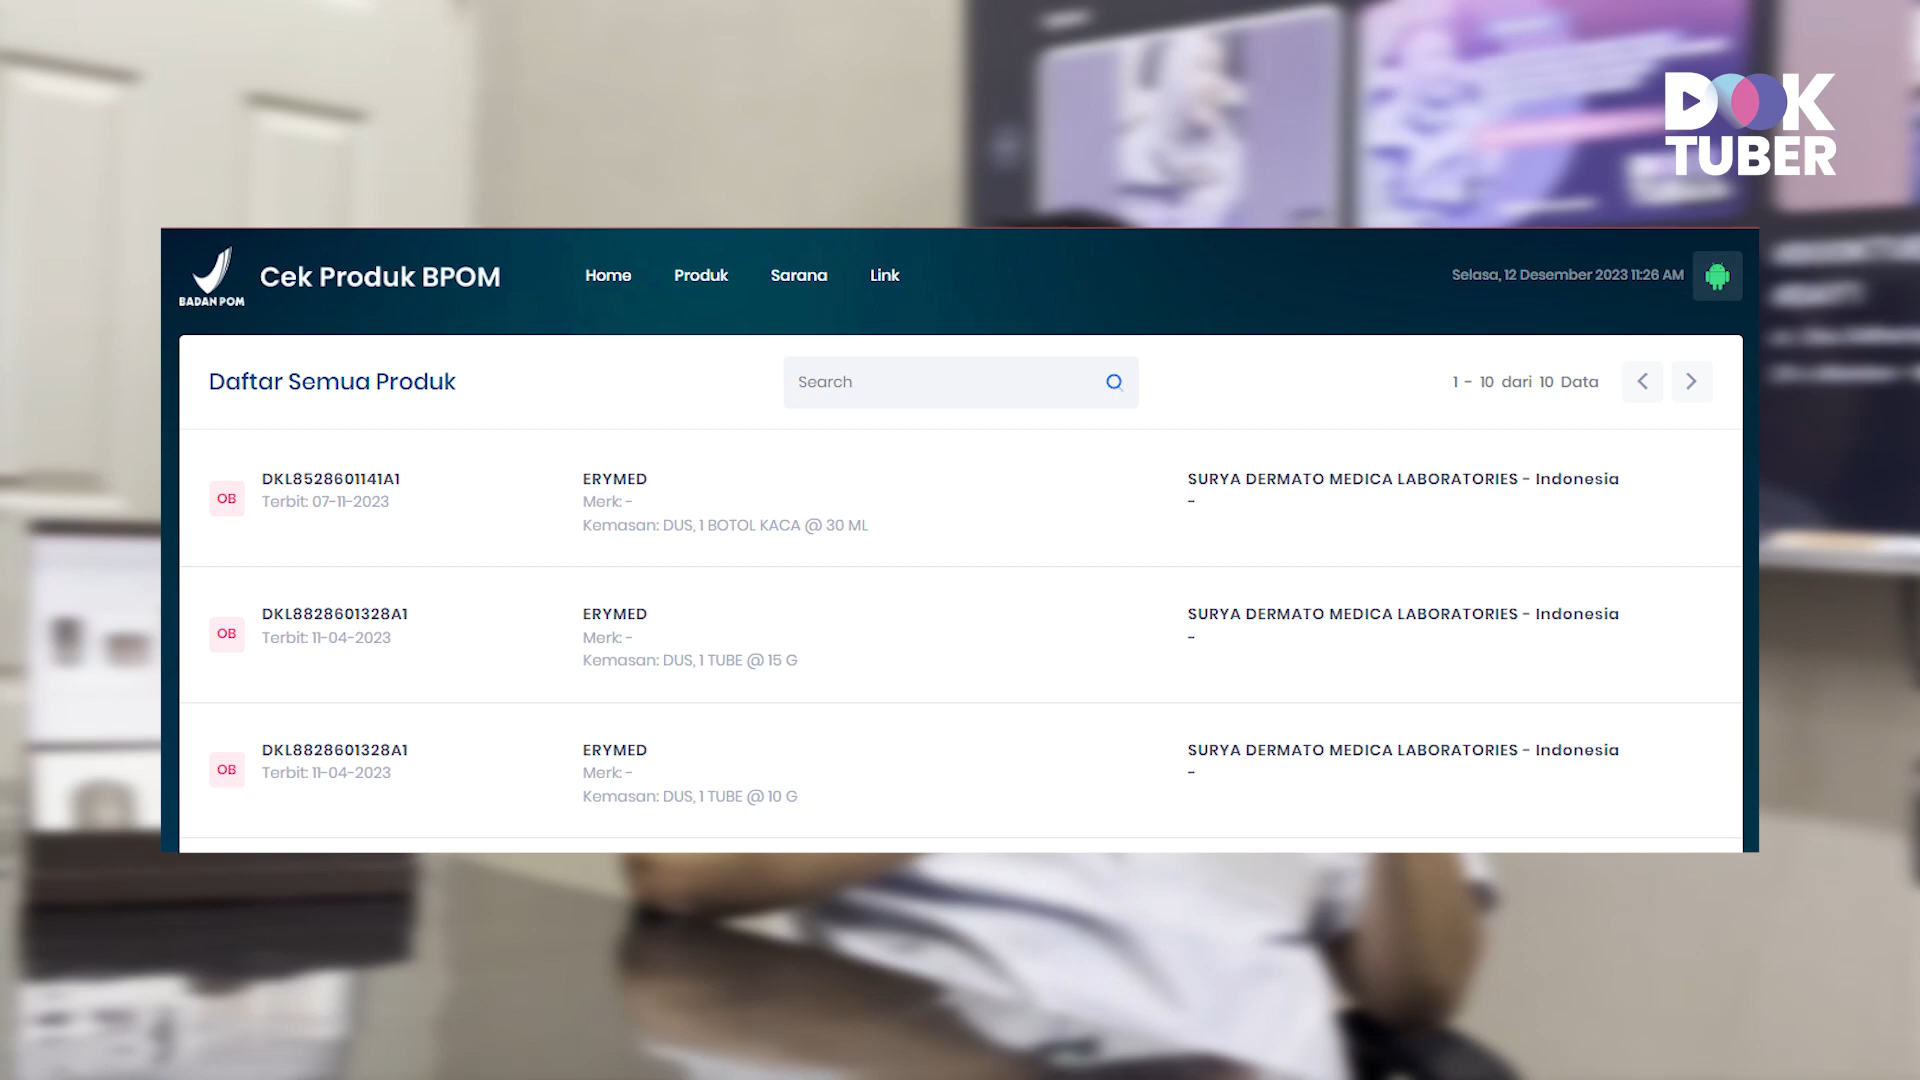 DOOK
TUBER
BADAN POM
Cek Produk BPOM
Home
Produk
Sarana
Link
Selasa, 12 Desember 2023 11:26 AM
Daftar Semua Produk
Search
1 - 10 dari 10 Data
OB
DKL8528601141A1
Terbit: 07-11-2023
ERYMED
Merk: -
Kemasan: DUS, 1 BOTOL KACA @ 30 ML
SURYA DERMATO MEDICA LABORATORIES - Indonesia
-
OB
DKL8828601328A1
Terbit: 11-04-2023
ERYMED
Merk: -
Kemasan: DUS, 1 TUBE @ 15 G
SURYA DERMATO MEDICA LABORATORIES - Indonesia
-
OB
DKL8828601328A1
Terbit: 11-04-2023
ERYMED
Merk: -
Kemasan: DUS, 1 TUBE @ 10 G
SURYA DERMATO MEDICA LABORATORIES - Indonesia
-